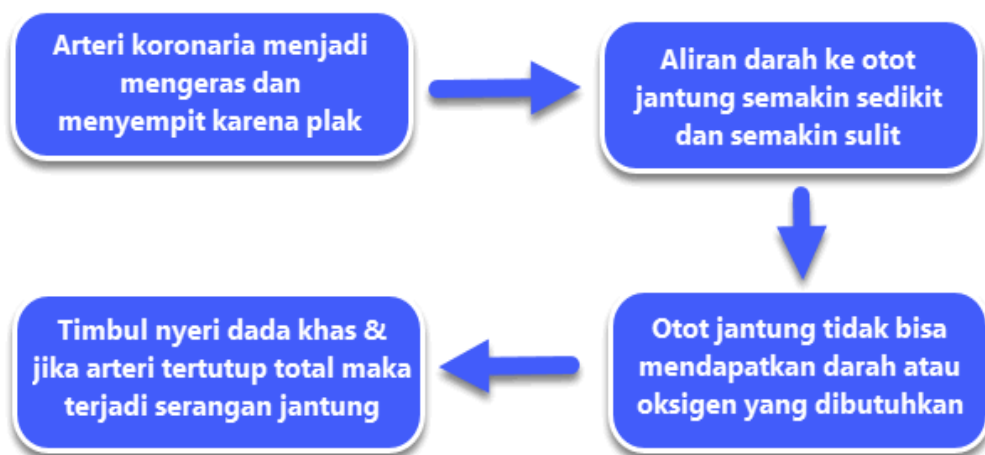 Arteri koronaria menjadi
mengeras dan
menyempit karena plak
Aliran darah ke otot
jantung semakin sedikit
dan semakin sulit
Otot jantung tidak bisa
mendapatkan darah atau
oksigen yang dibutuhkan
Timbul nyeri dada khas &
jika arteri tertutup total maka
terjadi serangan jantung